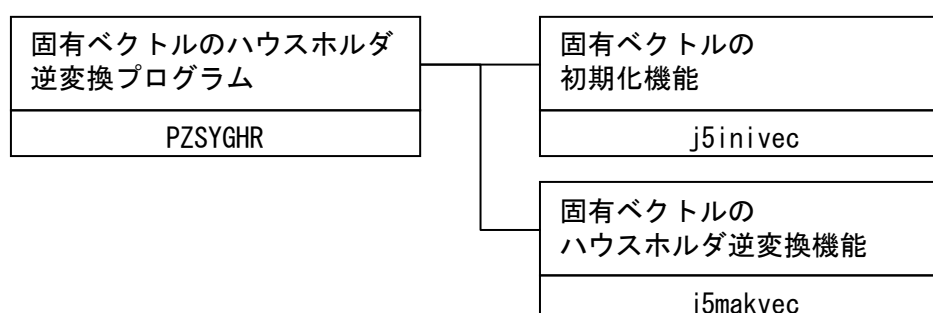 固有ベクトルのハウスホルダ
逆変換プログラム
PZSYGHR
固有ベクトルの
初期化機能
j5inivec
固有ベクトルの
ハウスホルダ逆変換機能
j5makvec